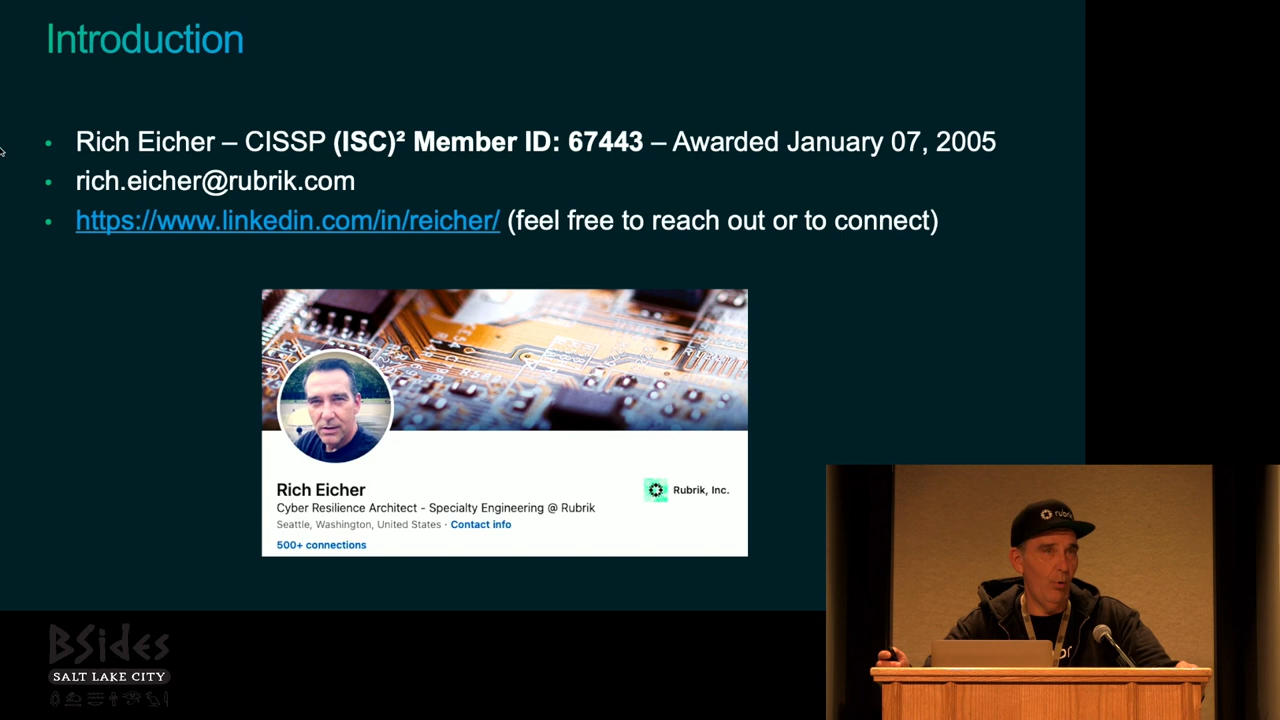 Introduction
• Rich Eicher – CISSP (ISC)² Member ID: 67443 – Awarded January 07, 2005
• rich.eicher@rubrik.com
• https://www.linkedin.com/in/reicher/ (feel free to reach out or to connect)
Rich Eicher
Rubrik, Inc.
Cyber Resilience Architect - Specialty Engineering @ Rubrik
Seattle, Washington, United States · Contact info
500+ connections
BSides
SALT LAKE CITY